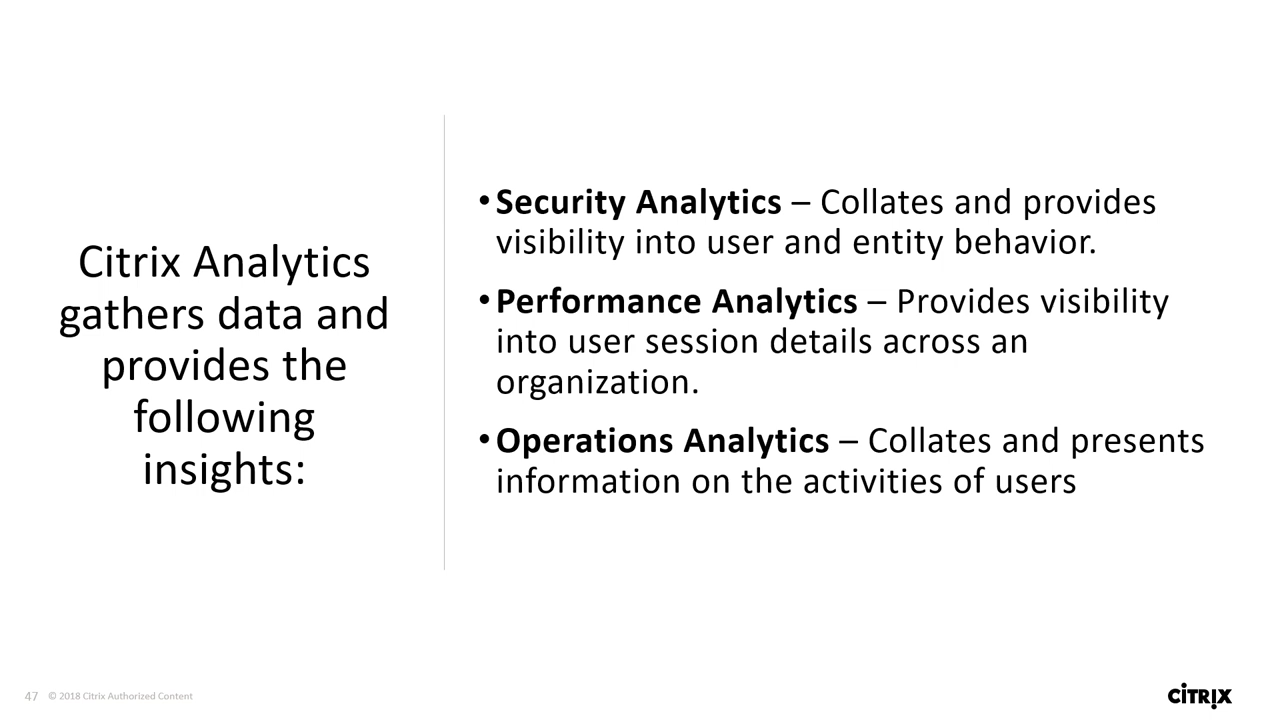 Citrix Analytics
gathers data and
provides the
following
insights:
• Security Analytics – Collates and provides
visibility into user and entity behavior.
• Performance Analytics – Provides visibility
into user session details across an
organization.
• Operations Analytics – Collates and presents
information on the activities of users
47 © 2018 Citrix Authorized Content
CITRIX